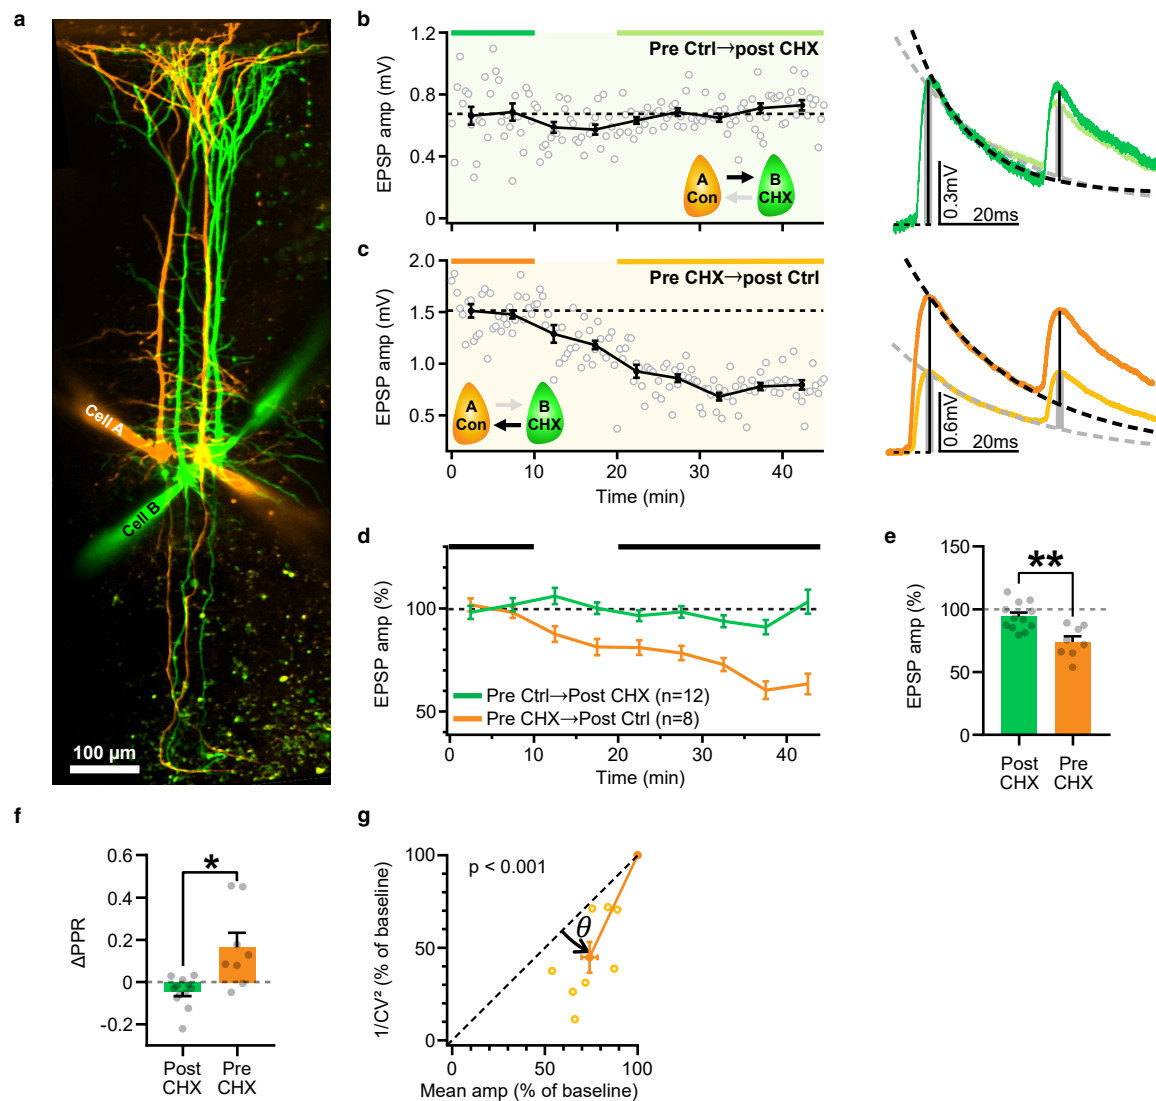 a
Cell A
Cell B
100 µm
b
1.2
0.8
0.4
0
EPSP amp (mV)
Pre Ctrl→post CHX
A
Con
B
CHX
0.3mV
20ms
c
2.0
1.5
1.0
0.5
EPSP amp (mV)
Pre CHX→post Ctrl
A
Con
B
CHX
0
10
20
30
40
Time (min)
0.6mV
20ms
d
100
50
EPSP amp (%)
Pre Ctrl→Post CHX (n=12)
Pre CHX→Post Ctrl (n=8)
0
10
20
30
40
Time (min)
e
150
100
50
0
EPSP amp (%)
**
Post
CHX
Pre
CHX
f
0.6
0.4
0.2
0
-0.2
ΔPPR
*
Post
CHX
Pre
CHX
g
100
50
0
1/CV² (% of baseline)
p < 0.001
θ
0
50
100
Mean amp (% of baseline)